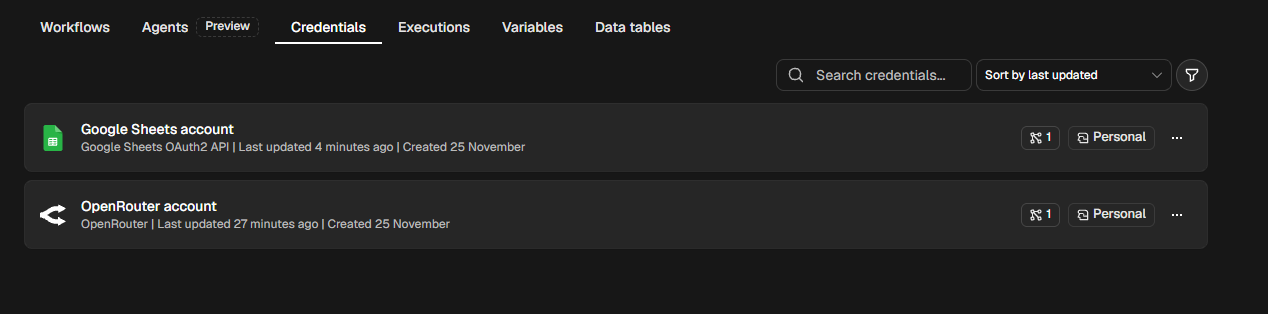 Workflows Agents Preview Credentials Executions Variables Data tables
Search credentials... Sort by last updated
Google Sheets account
Google Sheets OAuth2 API | Last updated 4 minutes ago | Created 25 November
1 Personal
OpenRouter account
OpenRouter | Last updated 27 minutes ago | Created 25 November
1 Personal